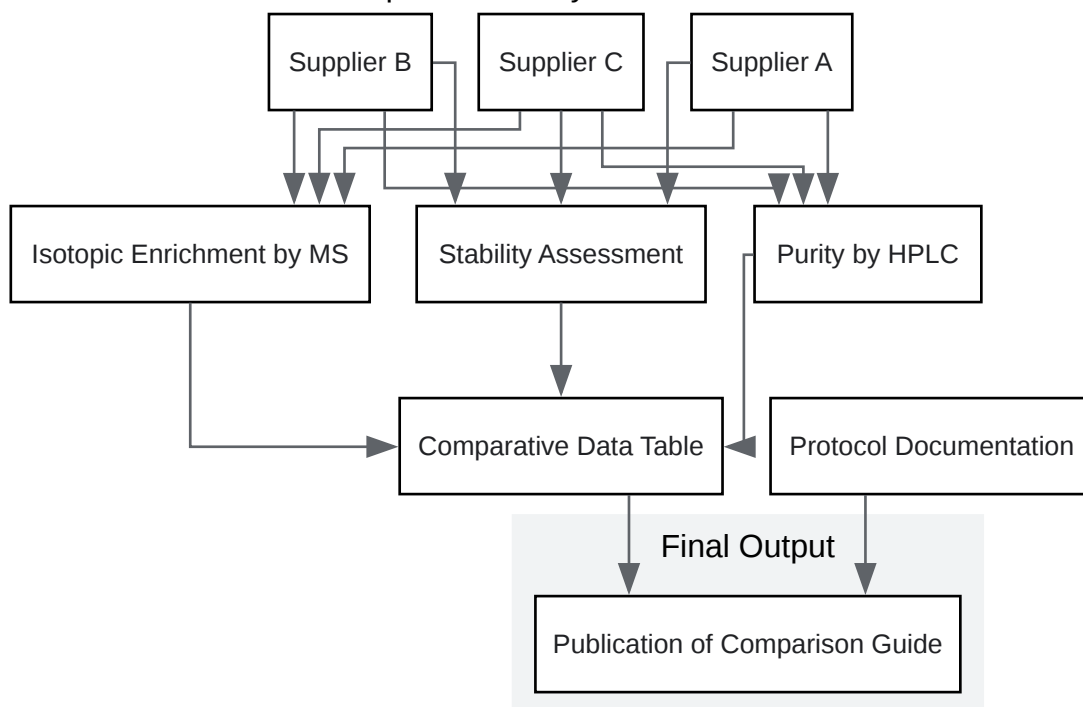 Supplier B
Supplier C
Supplier A
Isotopic Enrichment by MS
Stability Assessment
Purity by HPLC
Comparative Data Table
Protocol Documentation
Final Output
Publication of Comparison Guide